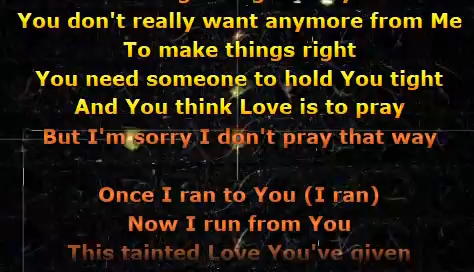 You don't really want anymore from Me
To make things right
You need someone to hold You tight
And You think Love is to pray
But I'm sorry I don't pray that way
Once I ran to You (I ran)
Now I run from You
This tainted Love You've given